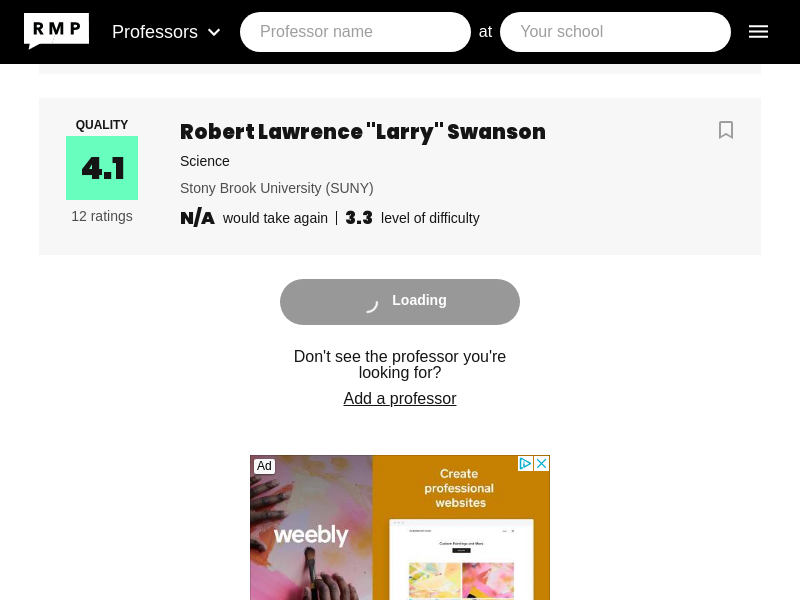 RMP Professors Professor name at Your school
QUALITY
4.1
12 ratings
Robert Lawrence "Larry" Swanson
Science
Stony Brook University (SUNY)
N/A would take again | 3.3 level of difficulty
Loading
Don't see the professor you're
looking for?
Add a professor
Ad
weebly
Create
professional
websites
Custom Paintings and More